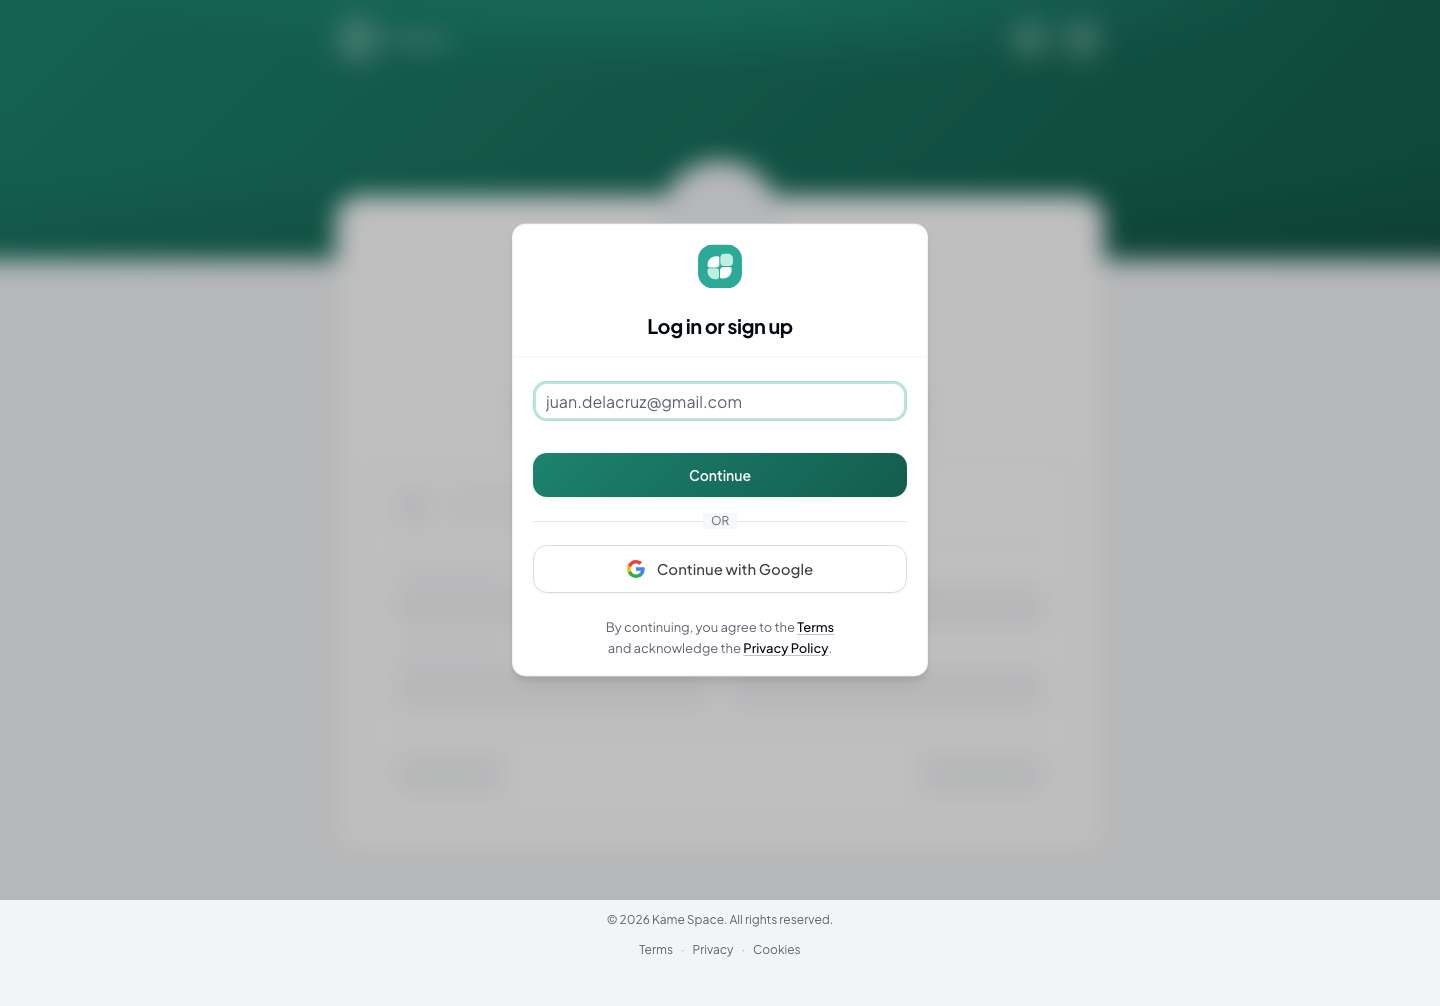 Log in or sign up
juan.delacruz@gmail.com
Continue
OR
Continue with Google
By continuing, you agree to the Terms
and acknowledge the Privacy Policy.
© 2026 Kame Space. All rights reserved.
Terms · Privacy · Cookies